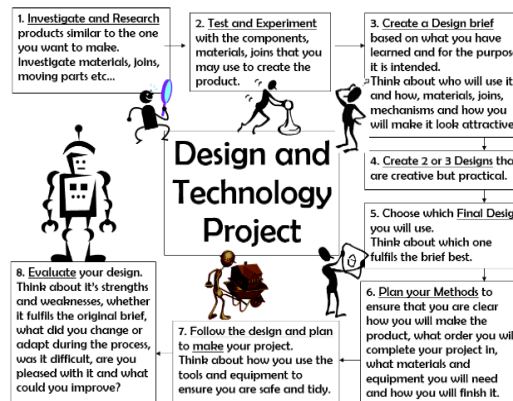 1. Investigate and Research
products similar to the one
you want to make.
Investigate materials, joins,
moving parts etc...
2. Test and Experiment
with the components,
materials, joins that you
may use to create the
product.
3. Create a Design brief
based on what you have
learned and for the purpos
it is intended.
Think about who will use it
and how, materials, joins,
mechanisms and how you
will make it look attractive
Design and
Technology
Project
4. Create 2 or 3 Designs tha
are creative but practical.
5. Choose which Final Desig
you will use.
Think about which one
fulfils the brief best.
6. Plan your Methods to
ensure that you are clear
how you will make the
product, what order you wil
complete your project in,
what materials and
equipment you will need
and how you will finish it.
7. Follow the design and plan
to make your project.
Think about how you use the
tools and equipment to
ensure you are safe and tidy.
8. Evaluate your design.
Think about it's strengths
and weaknesses, whether
it fulfils the original brief,
what did you change or
adapt during the process,
was it difficult, are you
pleased with it and what
could you improve?